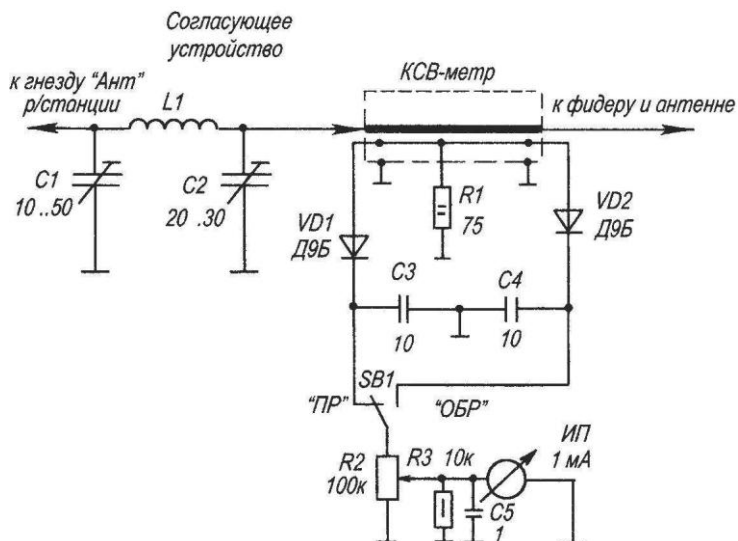 Согласующее
устройство
КСВ-метр
к гнезду "Ант"
р/станции
L1
к фидеру и антенне
C1
10 ..50
C2
20 .30
R1
75
VD1
Д9Б
VD2
Д9Б
C3
10
C4
10
SB1
"ПР"
"ОБР"
R2
100к
R3 10к
ИП
1 мА
C5
1